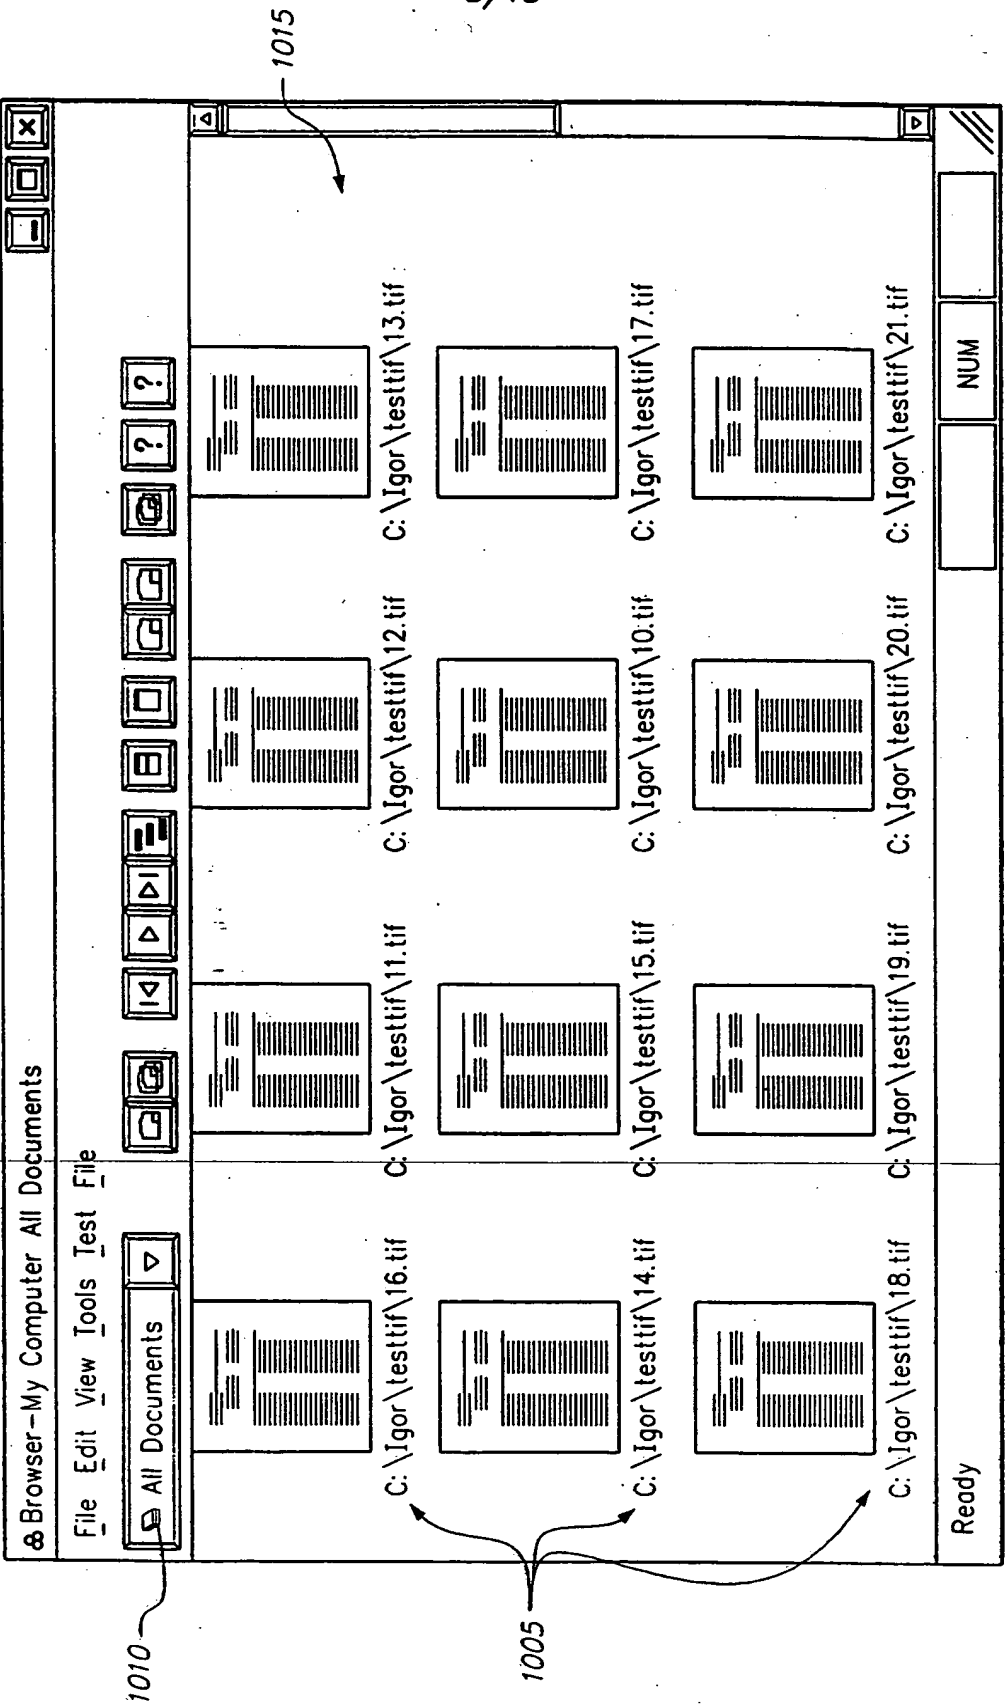 1015
Browser-My Computer All Documents
File Edit View Tools Test File
All Documents
? ?
1010
C: \Igor\testtif\16.tif C: \Igor\testtif\11.tif C: \Igor\testtif\12.tif C: \Igor\testtif\13.tif
C: \Igor\testtif\14.tif C: \Igor\testtif\15.tif C: \Igor\testtif\10.tif C: \Igor\testtif\17.tif
C: \Igor\testtif\18.tif C: \Igor\testtif\19.tif C: \Igor\testtif\20.tif C: \Igor\testtif\21.tif
1005
Ready NUM